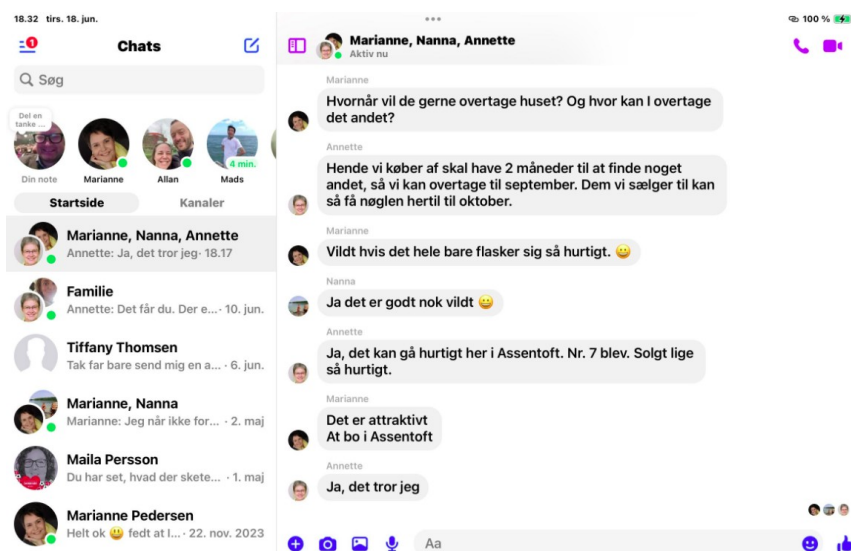 18.32 tirs. 18. jun.
100 %
1
Chats
Søg
Del en
tanke ...
4 min.
Din note
Marianne
Allan
Mads
Startside
Kanaler
Marianne, Nanna, Annette
Annette: Ja, det tror jeg· 18.17
Familie
Annette: Det får du. Der e... · 10. jun.
Tiffany Thomsen
Tak far bare send mig en a... · 6. jun.
Marianne, Nanna
Marianne: Jeg når ikke for... · 2. maj
Maila Persson
Du har set, hvad der skete... · 1. maj
Marianne Pedersen
Helt ok 😀 fedt at I... · 22. nov. 2023
Marianne, Nanna, Annette
Aktiv nu
Marianne
Hvornår vil de gerne overtage huset? Og hvor kan I overtage
det andet?
Annette
Hende vi køber af skal have 2 måneder til at finde noget
andet, så vi kan overtage til september. Dem vi sælger til kan
så få nøglen hertil til oktober.
Marianne
Vildt hvis det hele bare flasker sig så hurtigt. 😀
Nanna
Ja det er godt nok vildt 😀
Annette
Ja, det kan gå hurtigt her i Assentoft. Nr. 7 blev. Solgt lige
så hurtigt.
Marianne
Det er attraktivt
At bo i Assentoft
Annette
Ja, det tror jeg
Aa